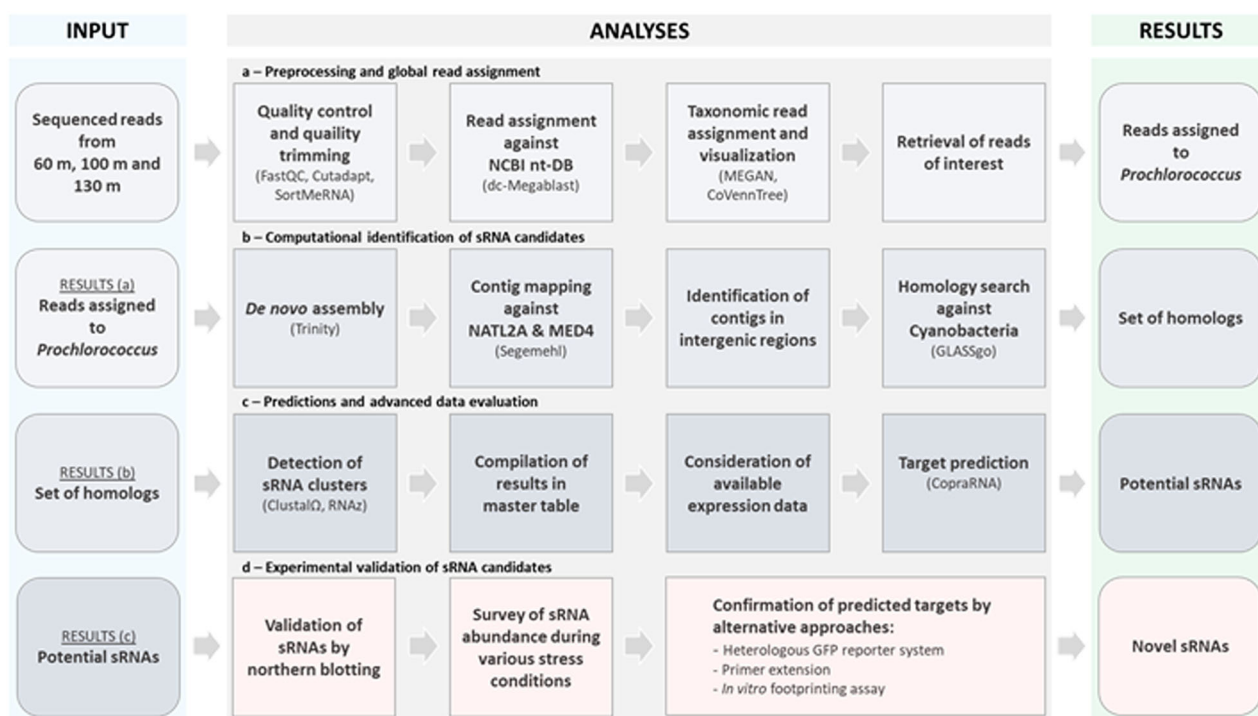 INPUT
ANALYSES
RESULTS
a – Preprocessing and global read assignment
Sequenced reads
from
60 m, 100 m and
130 m
Quality control
and quaility
trimming
(FastQC, Cutadapt,
SortMeRNA)
Read assignment
against
NCBI nt-DB
(dc-Megablast)
Taxonomic read
assignment and
visualization
(MEGAN,
CoVennTree)
Retrieval of reads
of interest
Reads assigned
to
Prochlorococcus
b – Computational identification of sRNA candidates
RESULTS (a)
Reads assigned
to
Prochlorococcus
De novo assembly
(Trinity)
Contig mapping
against
NATL2A & MED4
(Segemehl)
Identification of
contigs in
intergenic regions
Homology search
against
Cyanobacteria
(GLASSgo)
Set of homologs
c – Predictions and advanced data evaluation
RESULTS (b)
Set of homologs
Detection of
sRNA clusters
(ClustalΩ, RNAz)
Compilation of
results in
master table
Consideration of
available
expression data
Target prediction
(CopraRNA)
Potential sRNAs
d – Experimental validation of sRNA candidates
RESULTS (c)
Potential sRNAs
Validation of
sRNAs by
northern blotting
Survey of sRNA
abundance during
various stress
conditions
Confirmation of predicted targets by
alternative approaches:
- Heterologous GFP reporter system
- Primer extension
- In vitro footprinting assay
Novel sRNAs